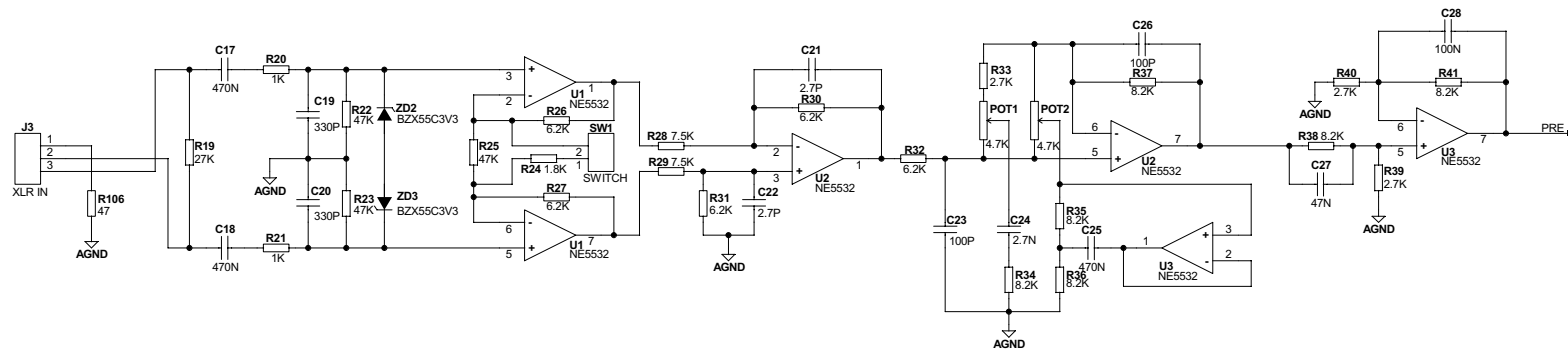 J3
1
2
3
XLR IN
R106
47
AGND
R19
27K
C17
470N
R20
1K
C18
470N
R21
1K
C19
330P
AGND
C20
330P
R22
47K
R23
47K
ZD2
BZX55C3V3
ZD3
BZX55C3V3
3
2
1
U1
NE5532
R26
6.2K
SW1
2
1
SWITCH
R25
47K
R24 1.8K
R27
6.2K
6
5
7
U1
NE5532
R28 7.5K
R29 7.5K
R31
6.2K
C22
2.7P
AGND
C21
2.7P
R30
6.2K
2
3
1
U2
NE5532
R32
6.2K
C23
100P
R33
2.7K
POT1
4.7K
POT2
4.7K
C24
2.7N
R34
8.2K
AGND
C26
100P
R37
8.2K
6
5
7
U2
NE5532
R35
8.2K
C25
470N
R36
8.2K
1
3
2
U3
NE5532
R38 8.2K
C27
47N
R39
2.7K
AGND
R40
2.7K
AGND
C28
100N
R41
8.2K
6
5
7
U3
NE5532
PRE